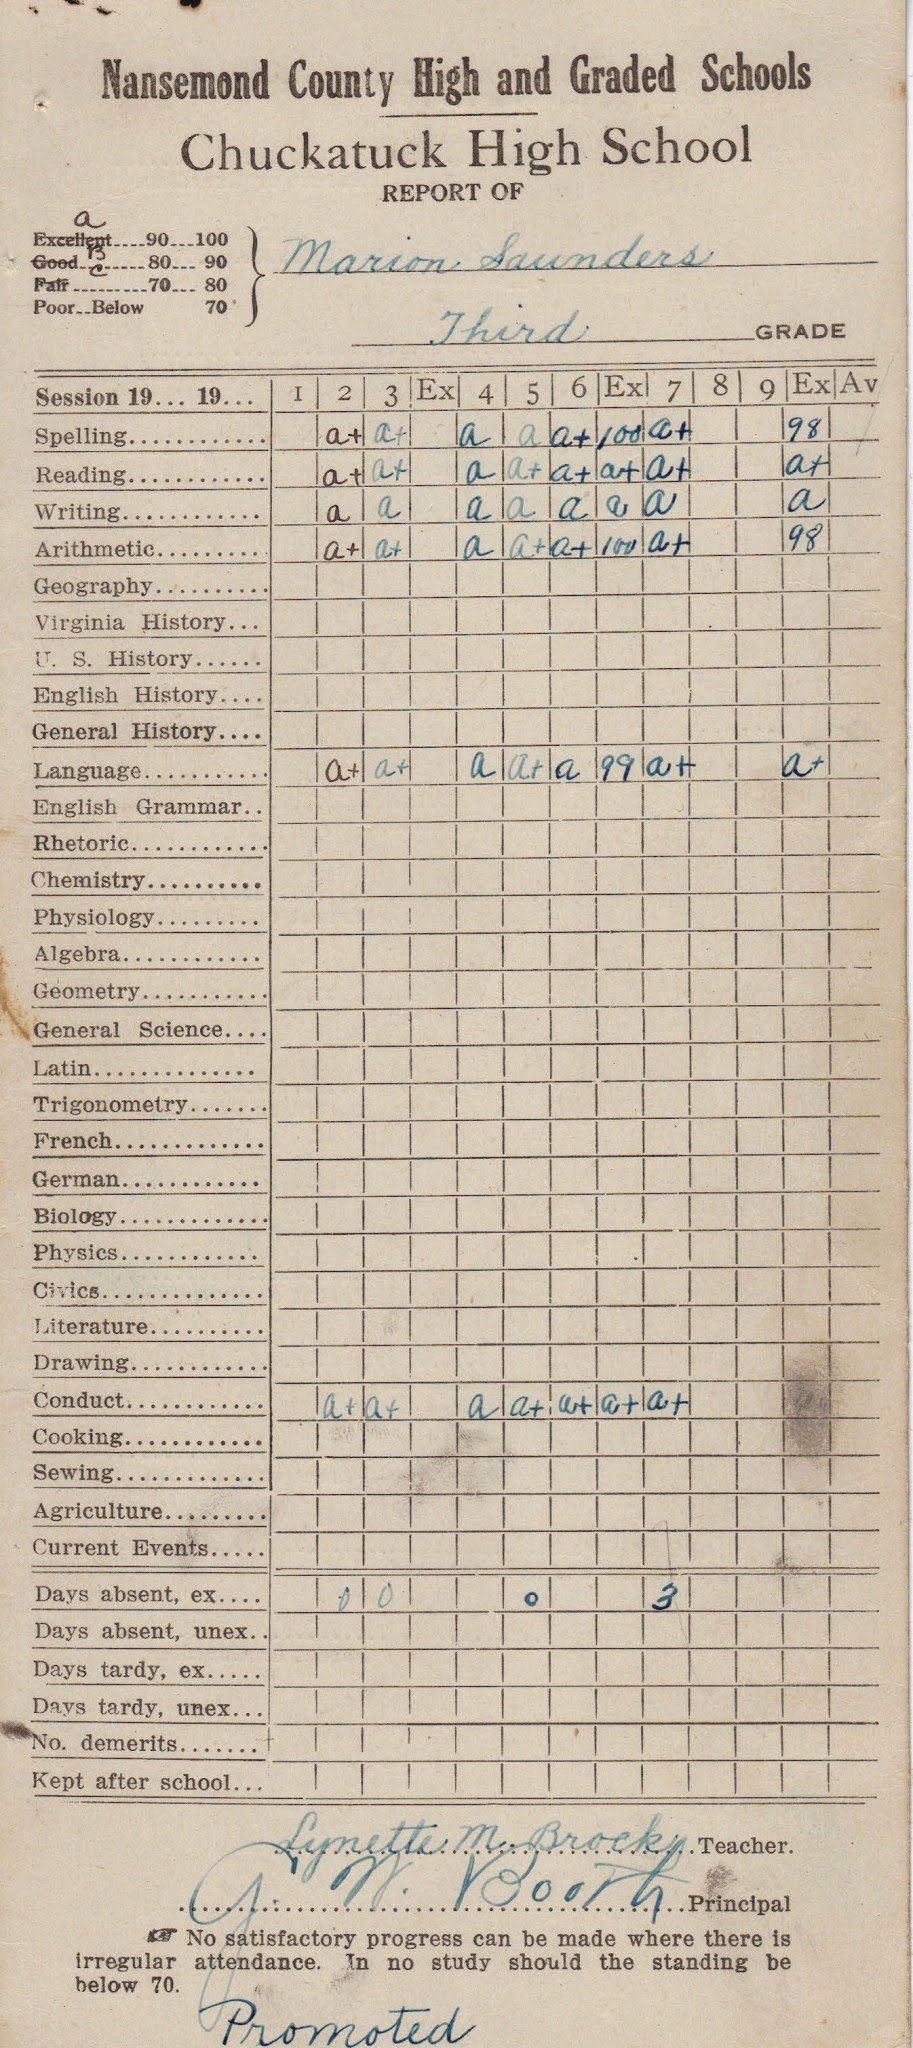 Nansemond County High and Graded Schools
Chuckatuck High School
REPORT OF
a
Excellent....90...100
B
Good.........80... 90
C
Fair .........70... 80
Poor..Below 70
Marion Saunders
Third GRADE
Session 19... 19... 1 2 3 Ex 4 5 6 Ex 7 8 9 Ex Av
Spelling............ a+ a+ a a a+ 100 a+ 98
Reading............ a+ a+ a a+ a+ a+ a+ a+
Writing............ a a a a a a a a
Arithmetic.......... a+ a+ a a+ a+ 100 a+ 98
Geography..........
Virginia History...
U. S. History......
English History....
General History....
Language........... a+ a+ a a+ a 99 a+ a+
English Grammar..
Rhetoric............
Chemistry..........
Physiology.........
Algebra............
Geometry...........
General Science....
Latin..............
Trigonometry.......
French.............
German............
Biology.............
Physics............
Civics..............
Literature..........
Drawing............
Conduct............ a+ a+ a a+ a+ a+ a+
Cooking............
Sewing.............
Agriculture.........
Current Events.....
Days absent, ex.... 0 0 0 3
Days absent, unex..
Days tardy, ex.....
Days tardy, unex...
No. demerits.......
Kept after school...
Lynette M. Brock Teacher.
G. W. Booth Principal
☞ No satisfactory progress can be made where there is
irregular attendance. In no study should the standing be
below 70.
Promoted